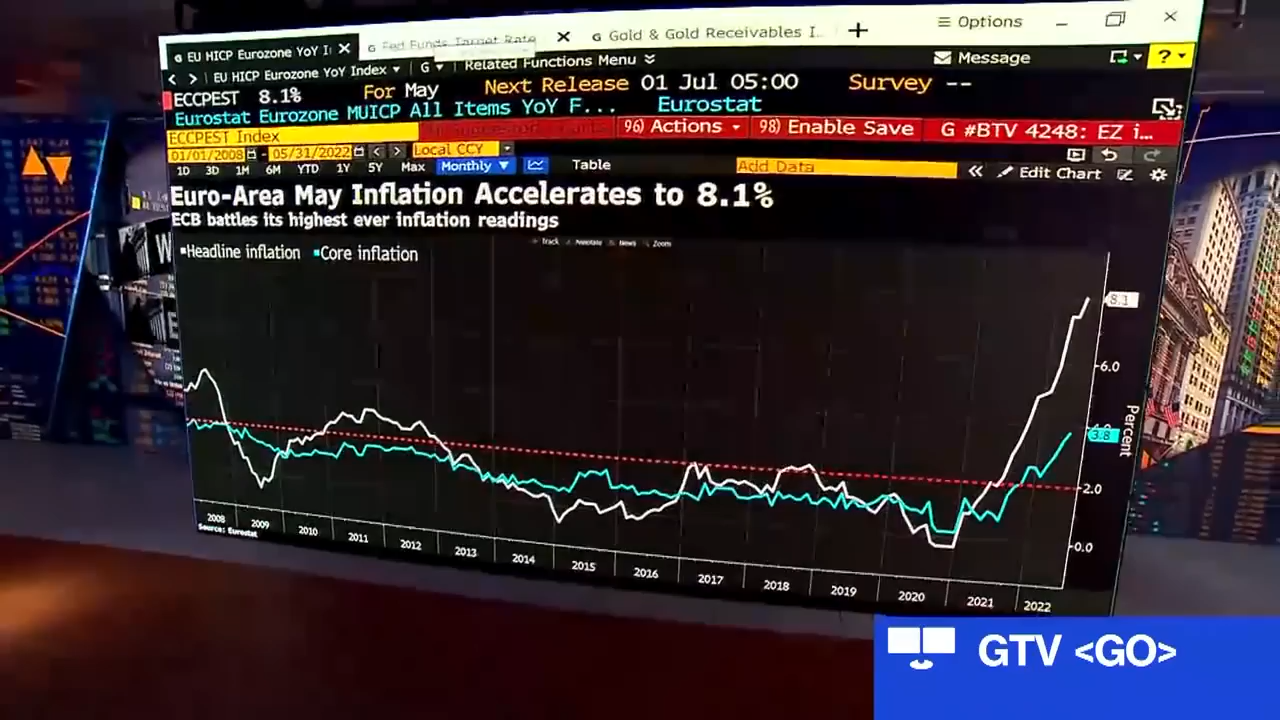 EU HICP Eurozone YoY I
Fed Funds Target Rate
G Gold & Gold Receivables I..
Options
EU HICP Eurozone YoY Index
G
Related Functions Menu
Message
?
ECCPEST 8.1%
For May
Next Release 01 Jul 05:00
Survey --
Eurostat Eurozone MUICP All Items YoY F...
Eurostat
ECCPEST Index
96) Actions
98) Enable Save
G #BTV 4248: EZ i...
01/01/2008 - 05/31/2022
Local CCY
1D 3D 1M 6M YTD 1Y 5Y Max
Monthly
Table
Add Data
Edit Chart
Euro-Area May Inflation Accelerates to 8.1%
ECB battles its highest ever inflation readings
Track Annotate News Zoom
Headline inflation
Core inflation
8.1
6.0
3.8
2.0
0.0
Percent
2008 2009 2010 2011 2012 2013 2014 2015 2016 2017 2018 2019 2020 2021 2022
Source: Eurostat
GTV <GO>